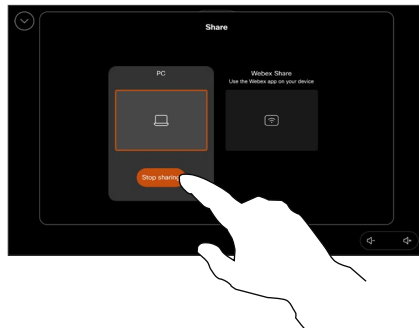 Share
PC
Webex Share
Use the Webex app on your device
Stop sharing